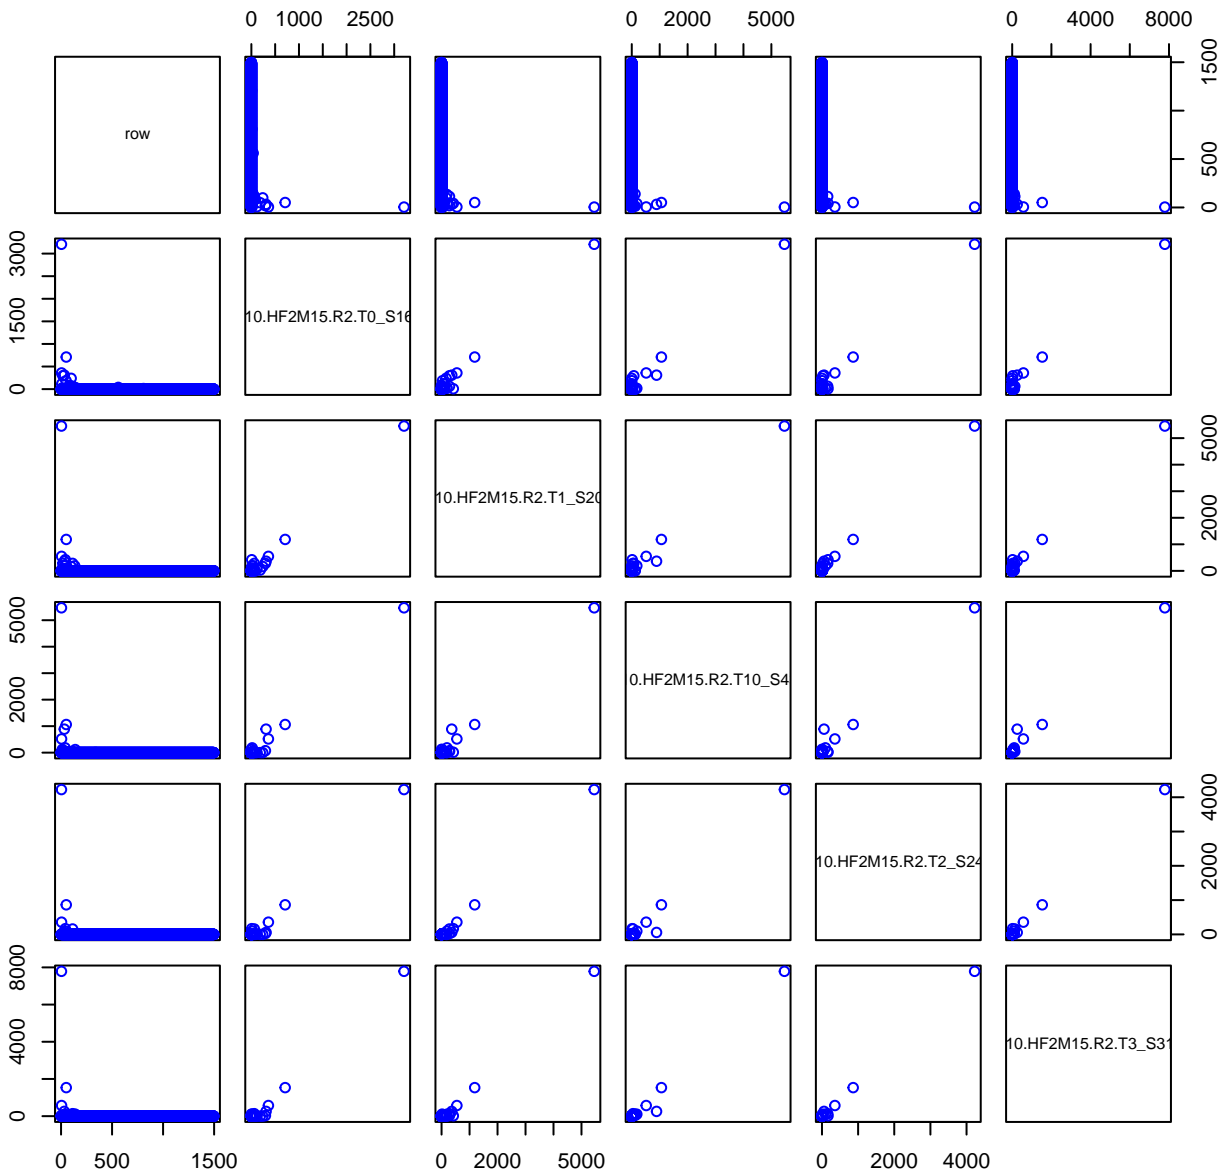 0 1000 2500 0 2000 5000 0 4000 8000
row
0 500 1500
0 1500 3000
10.HF2M15.R2.T0_S16
10.HF2M15.R2.T1_S20
0 2000 5000
0 2000 5000
0.HF2M15.R2.T10_S4
10.HF2M15.R2.T2_S24
0 2000 4000
0 4000 8000
10.HF2M15.R2.T3_S31
0 500 1500 0 2000 5000 0 2000 4000